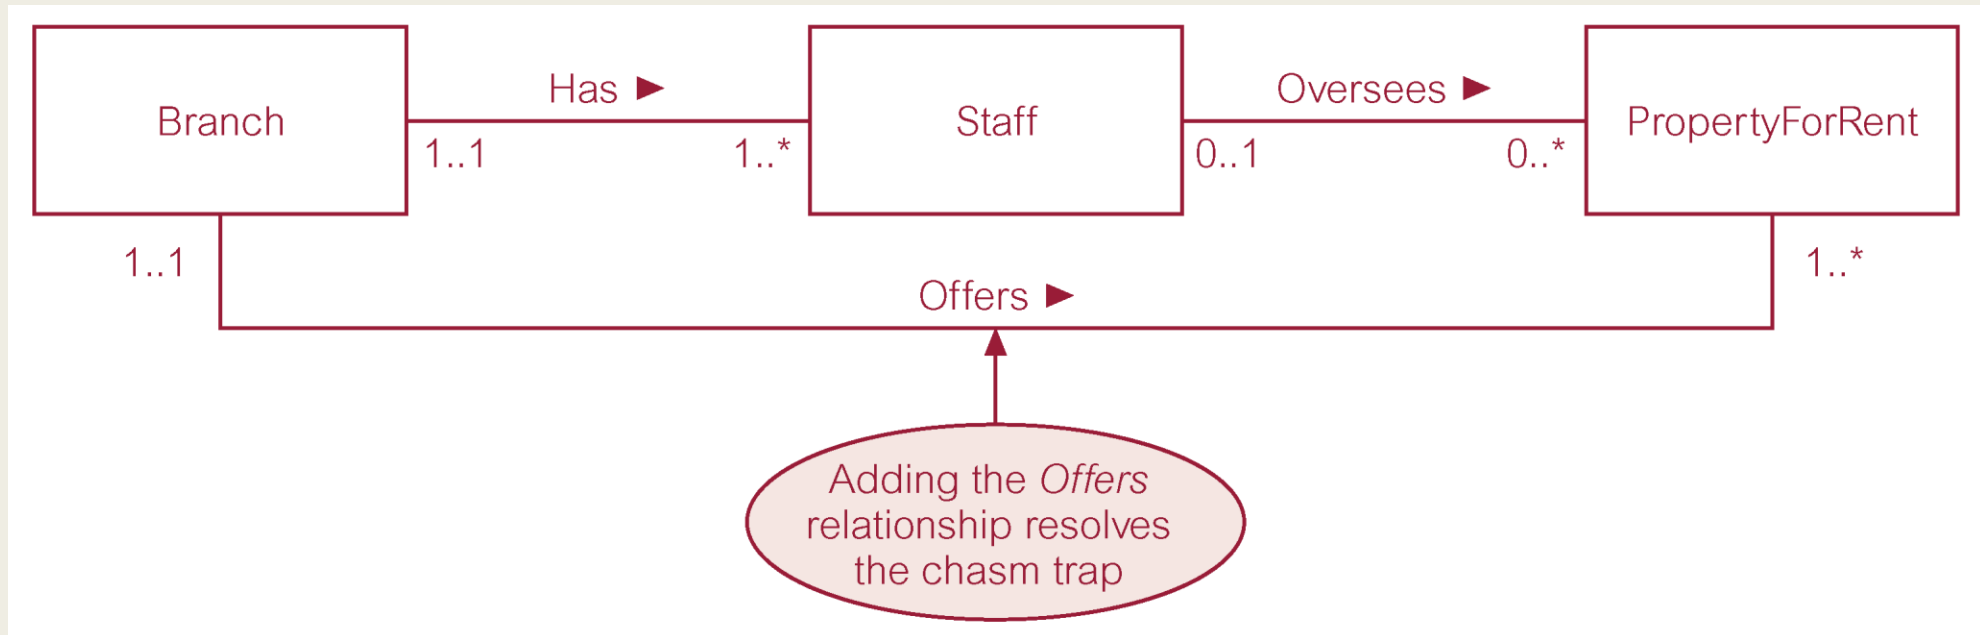 Has ►
Oversees ►
Branch
Staff
PropertyForRent
1..1
1..*
0..1
0..*
1..1
1..*
Offers ►
Adding the Offers
relationship resolves
the chasm trap